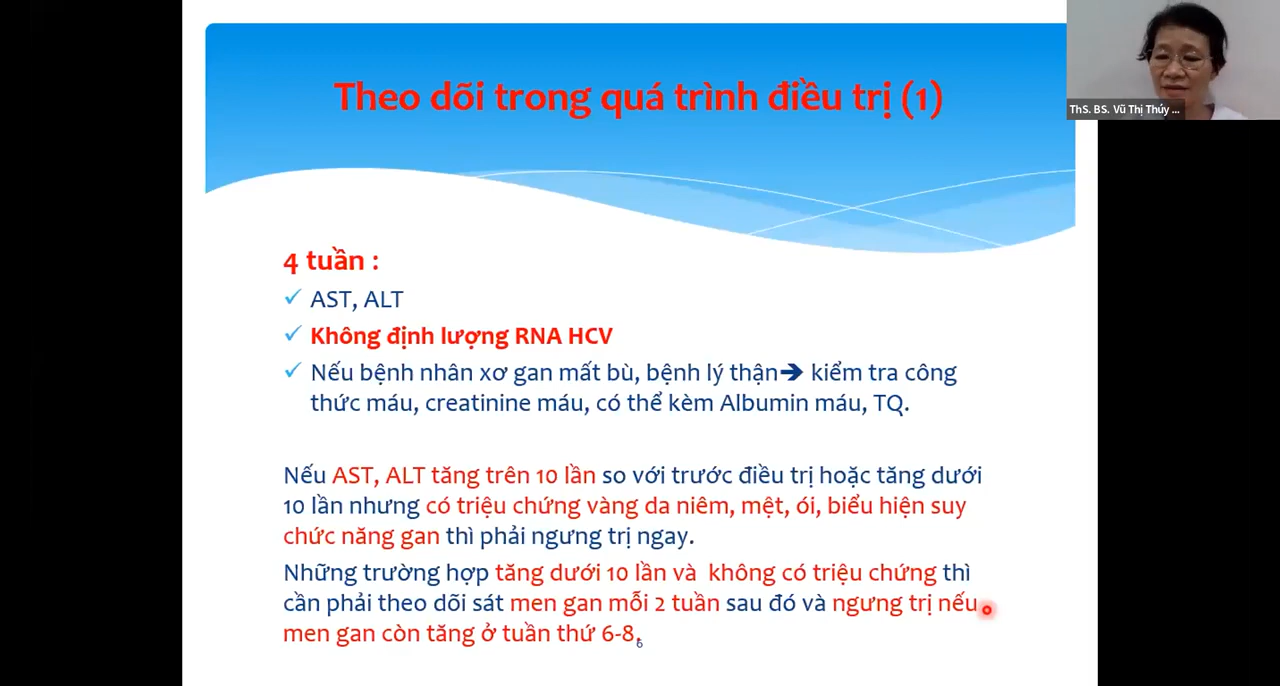 Theo dõi trong quá trình điều trị (1)
ThS. BS. Vũ Thị Thúy ...
4 tuần :
✓ AST, ALT
✓ Không định lượng RNA HCV
✓ Nếu bệnh nhân xơ gan mất bù, bệnh lý thận➔ kiểm tra công
thức máu, creatinine máu, có thể kèm Albumin máu, TQ.
Nếu AST, ALT tăng trên 10 lần so với trước điều trị hoặc tăng dưới
10 lần nhưng có triệu chứng vàng da niêm, mệt, ói, biểu hiện suy
chức năng gan thì phải ngưng trị ngay.
Những trường hợp tăng dưới 10 lần và không có triệu chứng thì
cần phải theo dõi sát men gan mỗi 2 tuần sau đó và ngưng trị nếu
men gan còn tăng ở tuần thứ 6-8.
6